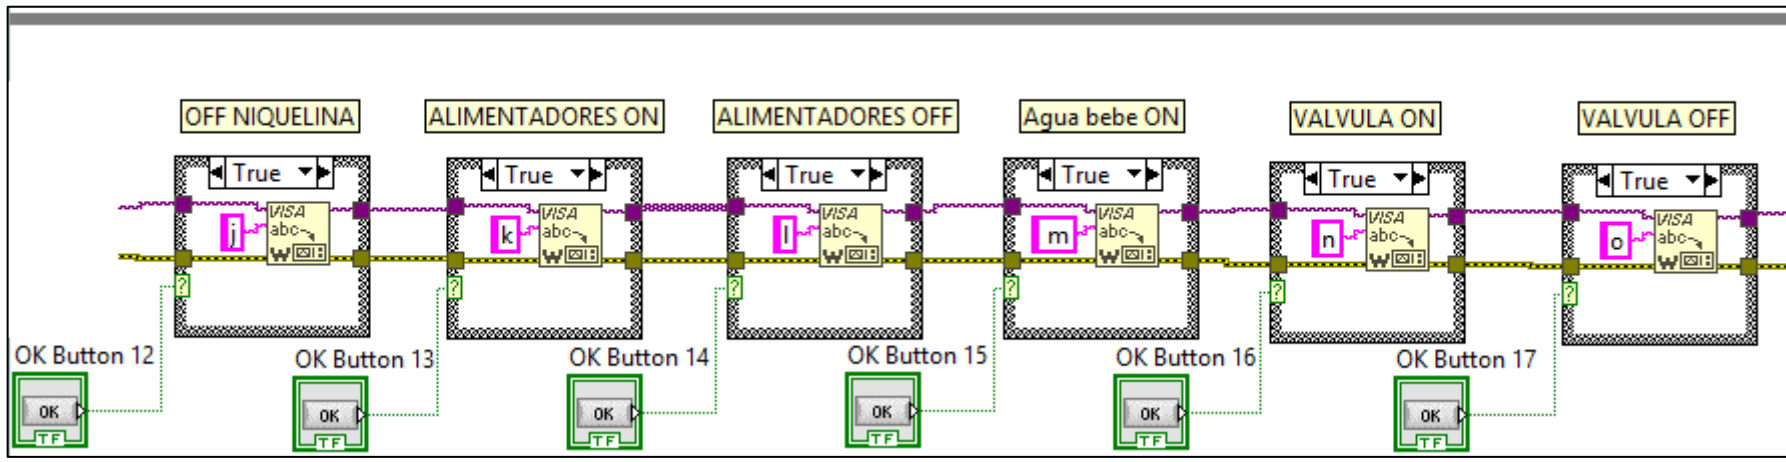 OFF NIQUELINA
ALIMENTADORES ON
ALIMENTADORES OFF
Agua bebe ON
VALVULA ON
VALVULA OFF
True
True
True
True
True
True
VISA
abc
W
j
VISA
abc
W
k
VISA
abc
W
l
VISA
abc
W
m
VISA
abc
W
n
VISA
abc
W
o
?
?
?
?
?
?
OK Button 12
OK Button 13
OK Button 14
OK Button 15
OK Button 16
OK Button 17
OK
TF
OK
TF
OK
TF
OK
TF
OK
TF
OK
TF